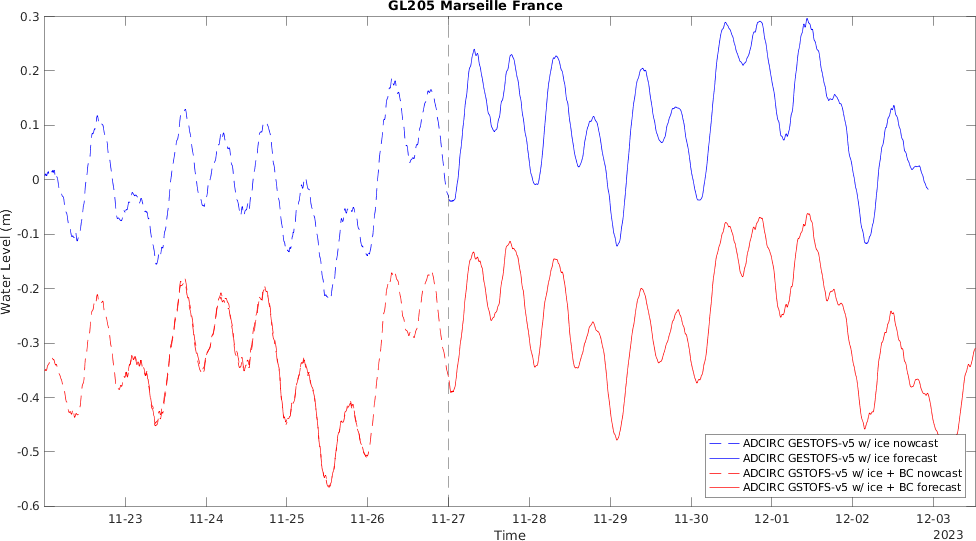 GL205 Marseille France
0.3
0.2
0.1
0
-0.1
-0.2
-0.3
-0.4
-0.5
-0.6
Water Level (m)
ADCIRC GESTOFS-v5 w/ ice nowcast
ADCIRC GESTOFS-v5 w/ ice forecast
ADCIRC GSTOFS-v5 w/ ice + BC nowcast
ADCIRC GSTOFS-v5 w/ ice + BC forecast
11-23 11-24 11-25 11-26 11-27 11-28 11-29 11-30 12-01 12-02 12-03
Time
2023